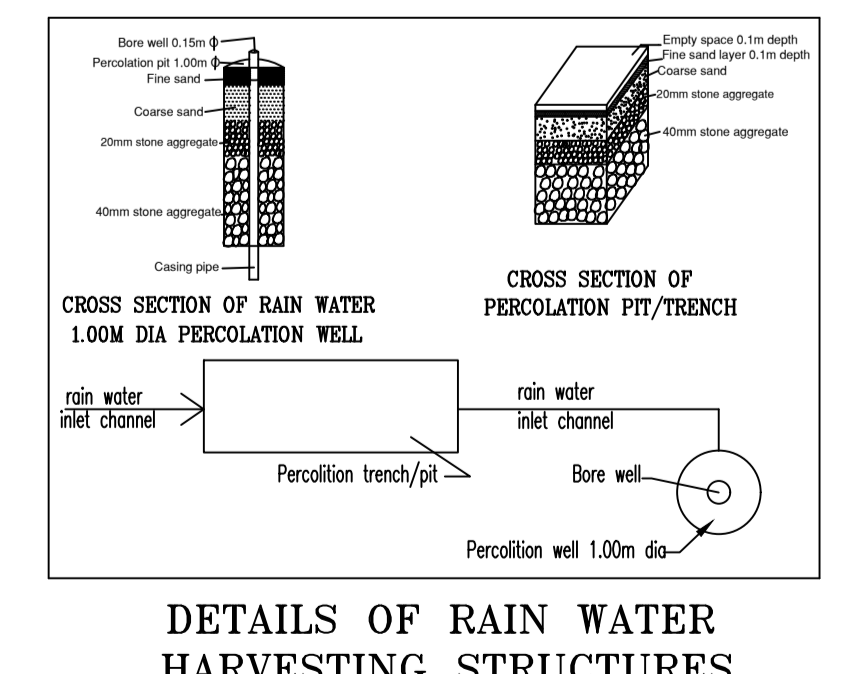 Bore well 0.15m ϕ
Percolation pit 1.00m ϕ
Fine sand
Coarse sand
20mm stone aggregate
40mm stone aggregate
Casing pipe
CROSS SECTION OF RAIN WATER
1.00M DIA PERCOLATION WELL
Empty space 0.1m depth
Fine sand layer 0.1m depth
Coarse sand
20mm stone aggregate
40mm stone aggregate
CROSS SECTION OF
PERCOLATION PIT/TRENCH
rain water
inlet channel
Percolition trench/pit
rain water
inlet channel
Bore well
Percolition well 1.00m dia
DETAILS OF RAIN WATER
HARVESTING STRUCTURES